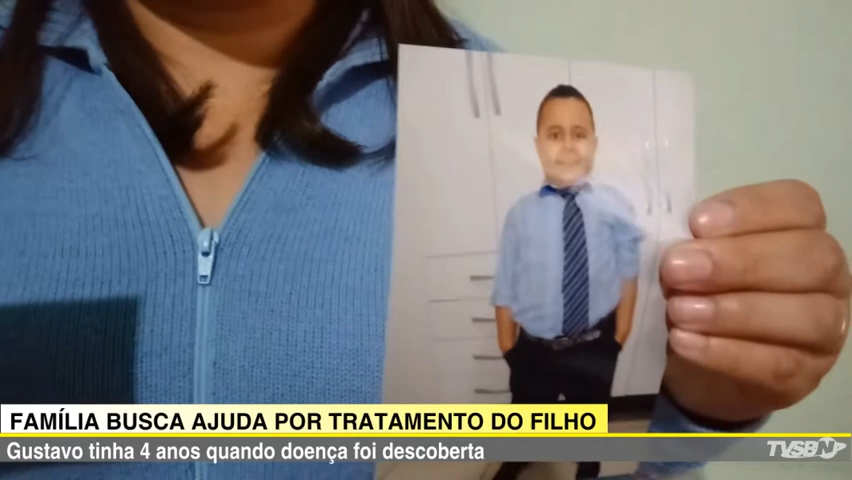 FAMÍLIA BUSCA AJUDA POR TRATAMENTO DO FILHO
Gustavo tinha 4 anos quando doença foi descoberta
TVSBN